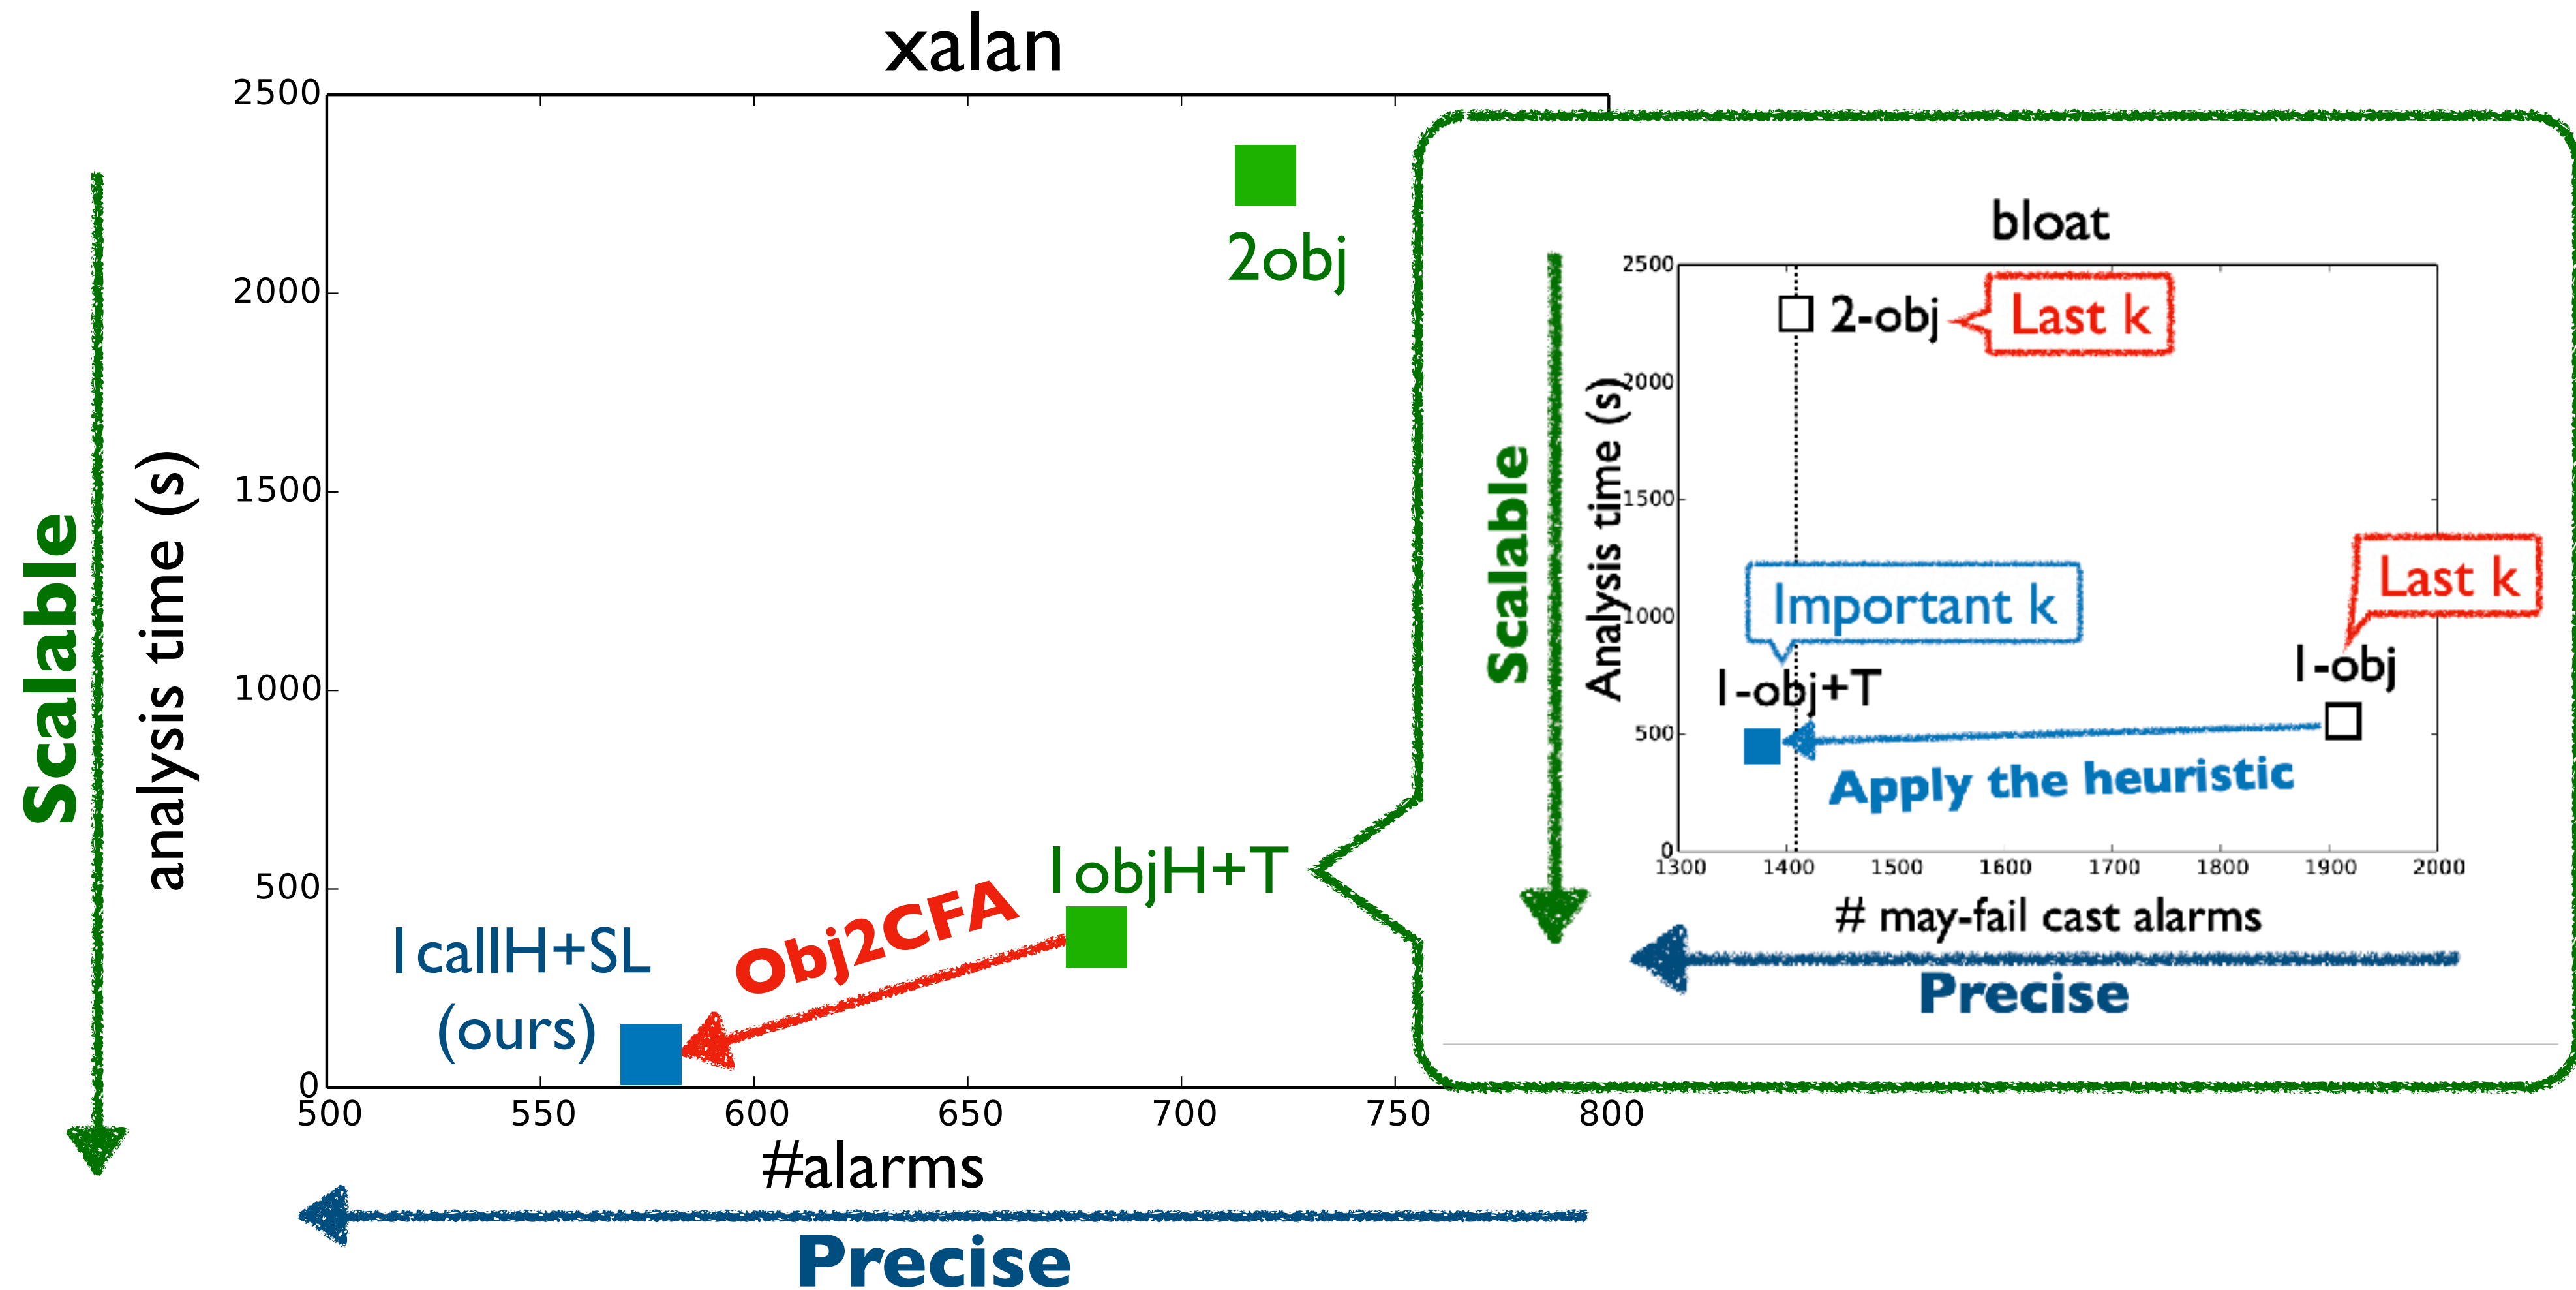 xalan
2500
2000
1500
1000
500
0
500 550 600 650 700 750 800
analysis time (s)
Scalable
#alarms
Precise
2obj
1objH+T
Obj2CFA
1callH+SL
(ours)
bloat
2500
2000
1500
1000
500
0
1300 1400 1500 1600 1700 1800 1900 2000
Analysis time (s)
Scalable
2-obj
Last k
Important k
Last k
1-obj+T
1-obj
Apply the heuristic
# may-fail cast alarms
Precise